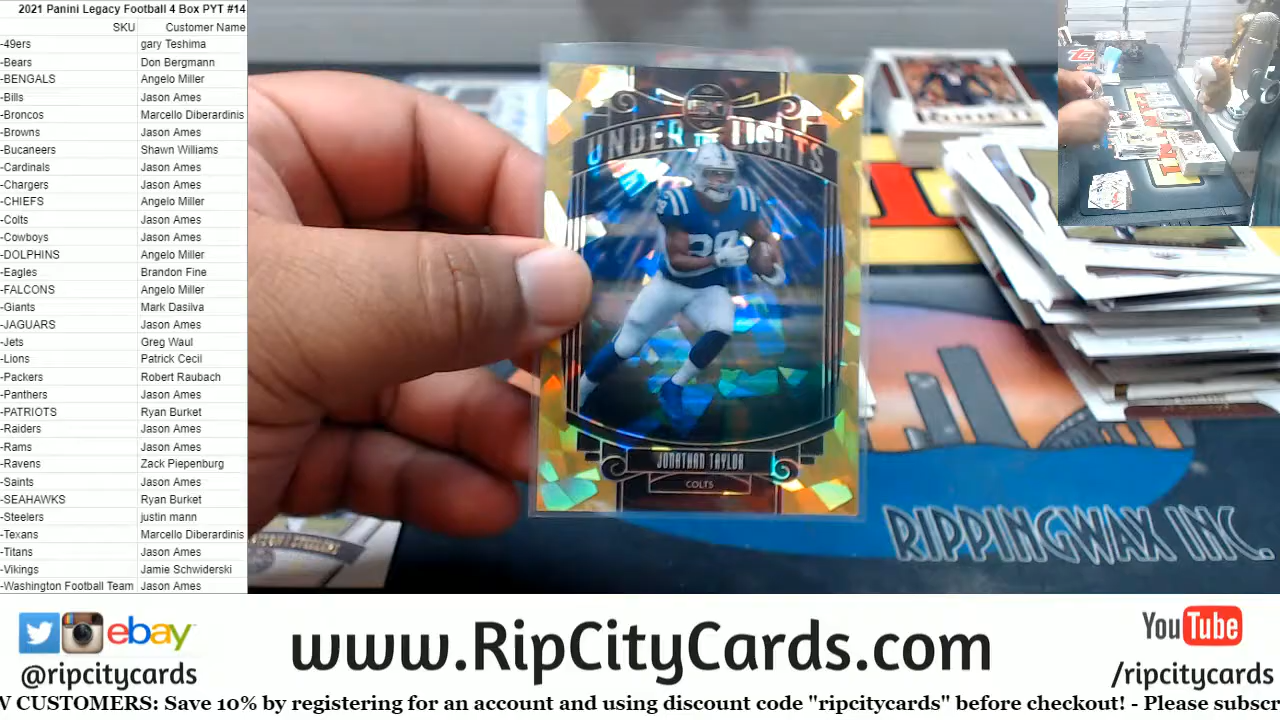 2021 Panini Legacy Football 4 Box PYT #14
SKU Customer Name
-49ers gary Teshima
-Bears Don Bergmann
-BENGALS Angelo Miller
-Bills Jason Ames
-Broncos Marcello Diberardinis
-Browns Jason Ames
-Bucaneers Shawn Williams
-Cardinals Jason Ames
-Chargers Jason Ames
-CHIEFS Angelo Miller
-Colts Jason Ames
-Cowboys Jason Ames
-DOLPHINS Angelo Miller
-Eagles Brandon Fine
-FALCONS Angelo Miller
-Giants Mark Dasilva
-JAGUARS Jason Ames
-Jets Greg Waul
-Lions Patrick Cecil
-Packers Robert Raubach
-Panthers Jason Ames
-PATRIOTS Ryan Burket
-Raiders Jason Ames
-Rams Jason Ames
-Ravens Zack Piepenburg
-Saints Jason Ames
-SEAHAWKS Ryan Burket
-Steelers justin mann
-Texans Marcello Diberardinis
-Titans Jason Ames
-Vikings Jamie Schwiderski
-Washington Football Team Jason Ames
UNDER LIGHTS
JONATHAN TAYLOR
COLTS
RIPPINGWAX INC.
ebay
@ripcitycards
www.RipCityCards.com
YouTube
/ripcitycards
W CUSTOMERS: Save 10% by registering for an account and using discount code "ripcitycards" before checkout! - Please subscr